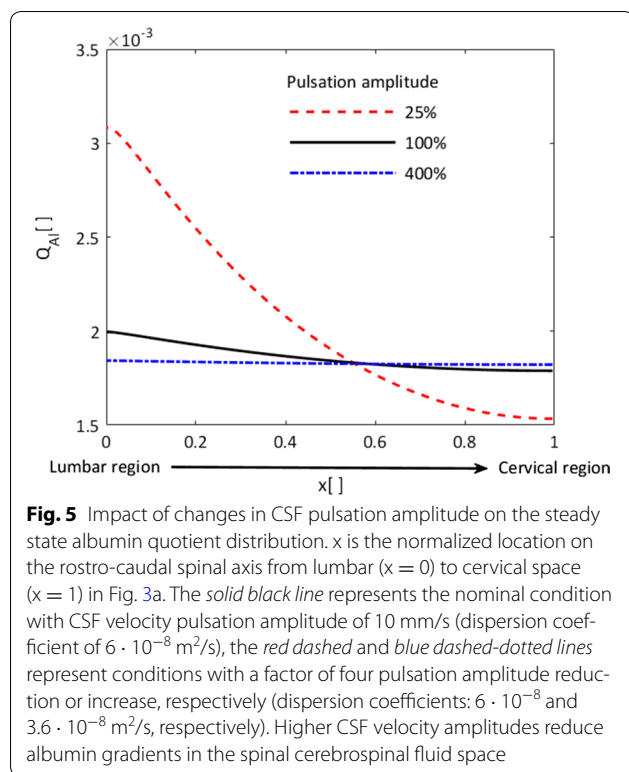 ×10⁻³
3.5
3
2.5
2
1.5
Q_Al[ ]
Pulsation amplitude
25%
100%
400%
0 0.2 0.4 0.6 0.8 1
Lumbar region Cervical region
x[ ]
Fig. 5 Impact of changes in CSF pulsation amplitude on the steady
state albumin quotient distribution. x is the normalized location on
the rostro-caudal spinal axis from lumbar (x = 0) to cervical space
(x = 1) in Fig. 3a. The solid black line represents the nominal condition
with CSF velocity pulsation amplitude of 10 mm/s (dispersion coef-
ficient of 6 · 10⁻⁸ m²/s), the red dashed and blue dashed-dotted lines
represent conditions with a factor of four pulsation amplitude reduc-
tion or increase, respectively (dispersion coefficients: 6 · 10⁻⁸ and
3.6 · 10⁻⁸ m²/s, respectively). Higher CSF velocity amplitudes reduce
albumin gradients in the spinal cerebrospinal fluid space